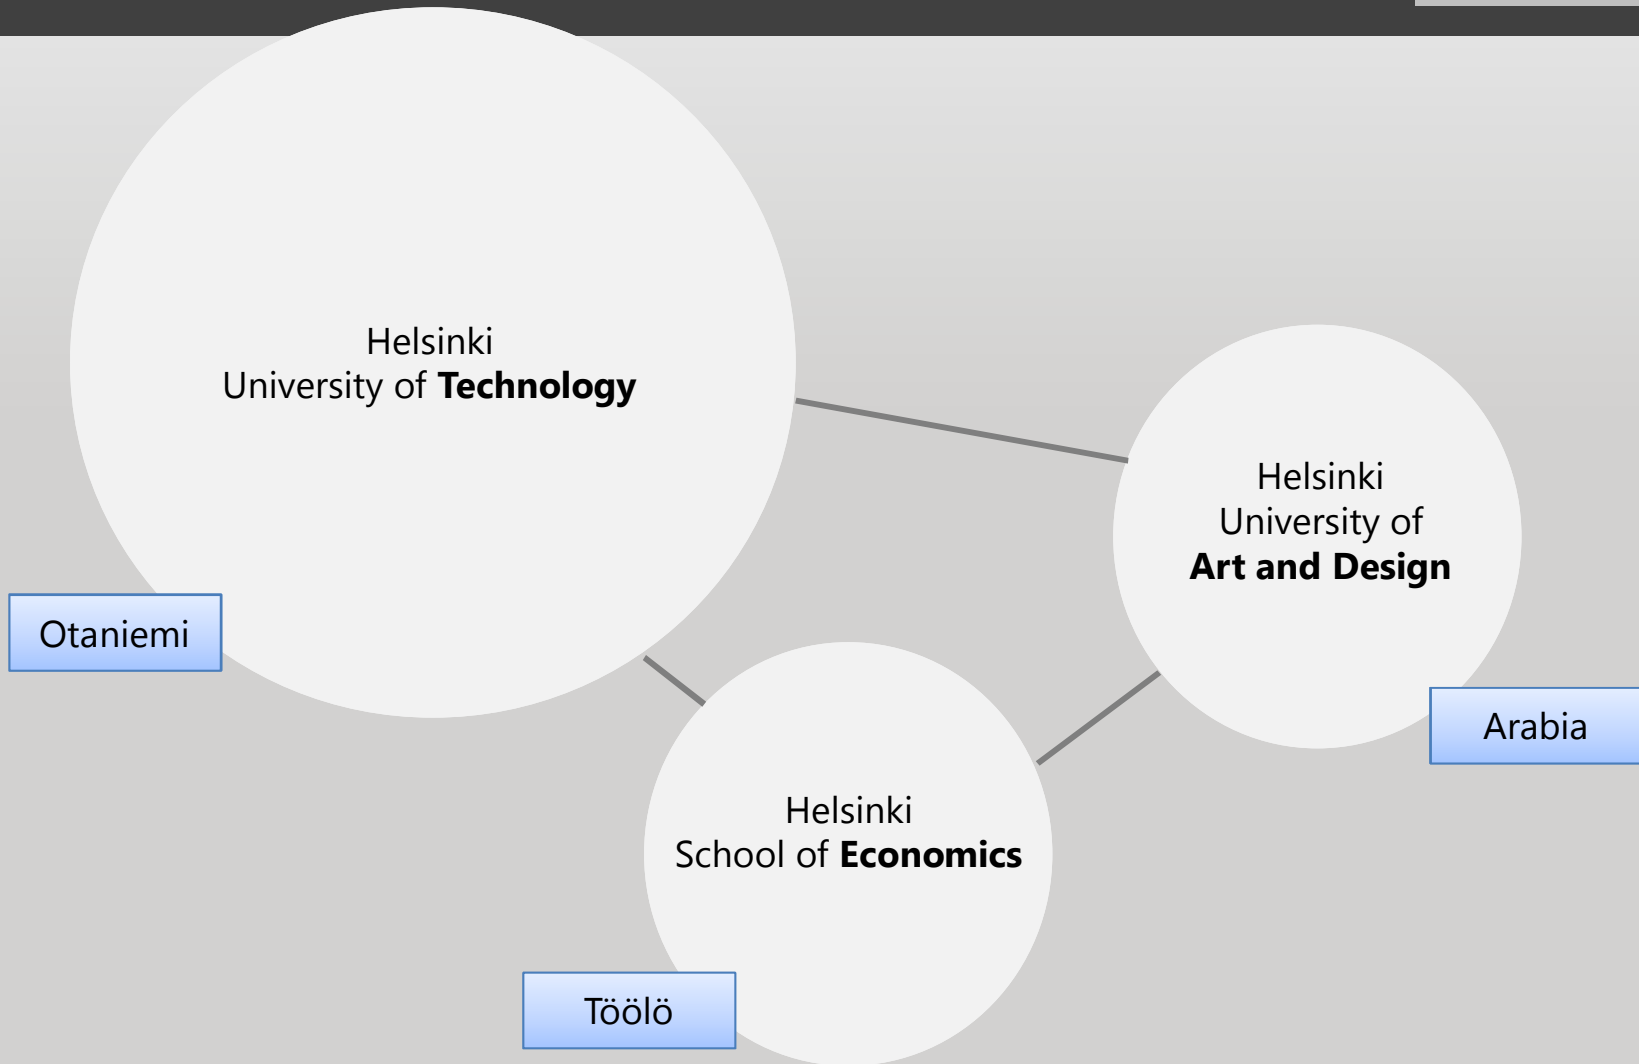 Helsinki
University of Technology
Otaniemi
Helsinki
University of
Art and Design
Arabia
Helsinki
School of Economics
Töölö